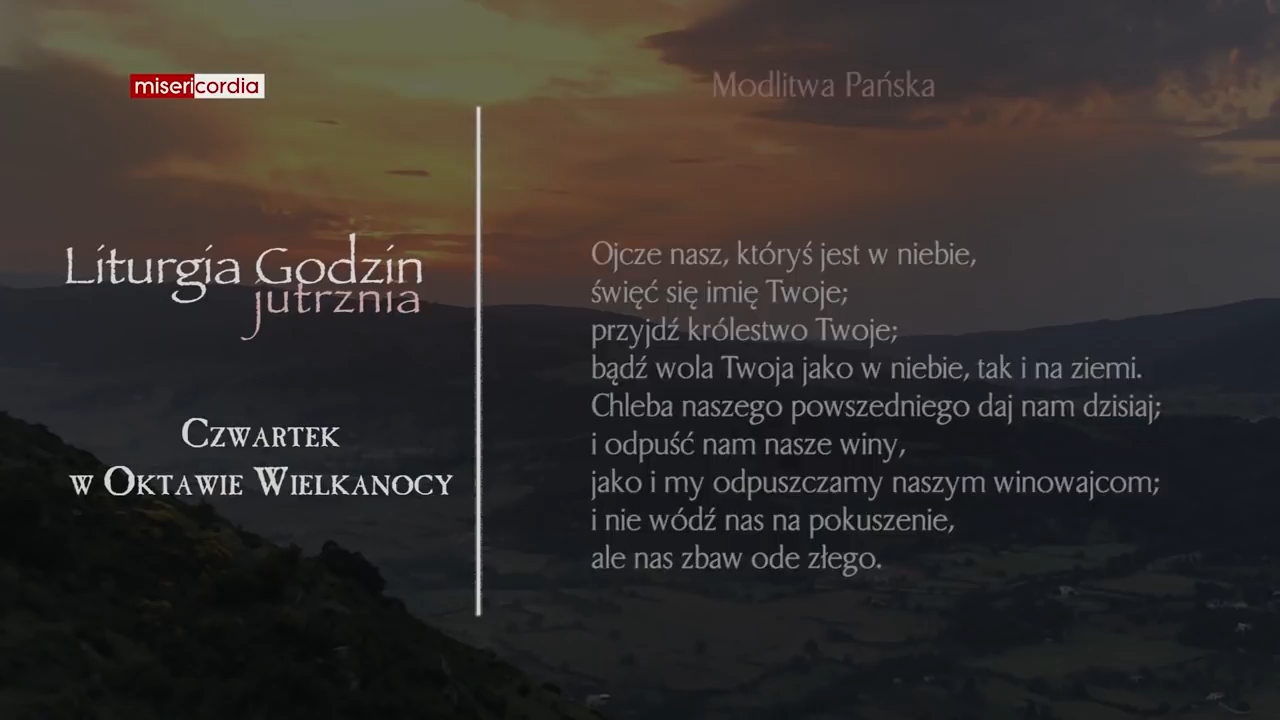 misericordia
Liturgia Godzin
jutrznia
Czwartek
w Oktawie Wielkanocy
Modlitwa Pańska
Ojcze nasz, któryś jest w niebie,
święć się imię Twoje;
przyjdź królestwo Twoje;
bądź wola Twoja jako w niebie, tak i na ziemi.
Chleba naszego powszedniego daj nam dzisiaj;
i odpuść nam nasze winy,
jako i my odpuszczamy naszym winowajcom;
i nie wódź nas na pokuszenie,
ale nas zbaw ode złego.